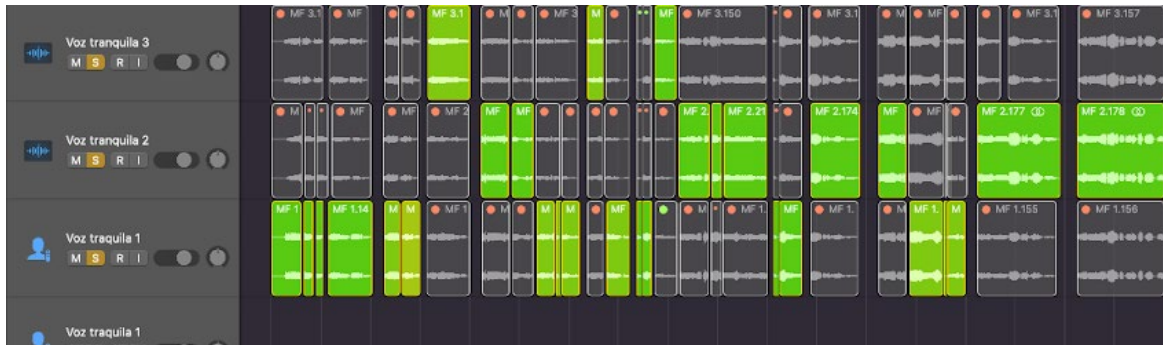 MF 3.1 MF MF 3.1 M MF 3 M MF MF 3.150 MF 3.1 M MF MF 3.1 MF 3.157
Voz tranquila 3
M S R I
M MF MF MF 2 MF MF MF 2. MF 2.21 MF 2.174 MF MF MF 2.177 MF 2.178
Voz tranquila 2
M S R I
MF 1 MF 1.14 M M MF 1 M M M MF M MF 1. MF MF 1. M MF 1. M MF 1.155 MF 1.156
Voz traquila 1
M S R I
Voz traquila 1